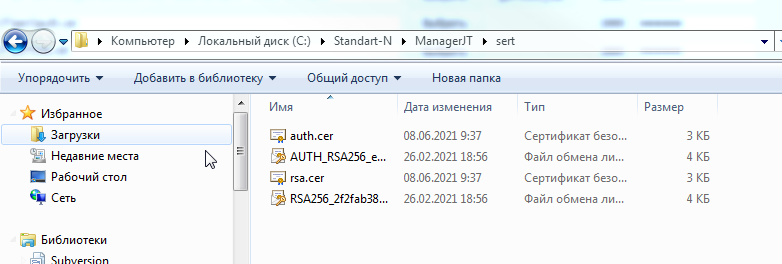 Компьютер Локальный диск (C:) Standart-N ManagerJT sert
Упорядочить Добавить в библиотеку Общий доступ Новая папка
Избранное
Загрузки
Недавние места
Рабочий стол
Сеть
Библиотеки
Subversion
Имя Дата изменения Тип Размер
auth.cer 08.06.2021 9:37 Сертификат безо... 3 КБ
AUTH_RSA256_e... 26.02.2021 18:56 Файл обмена ли... 4 КБ
rsa.cer 08.06.2021 9:37 Сертификат безо... 3 КБ
RSA256_2f2fab38... 26.02.2021 18:56 Файл обмена ли... 4 КБ